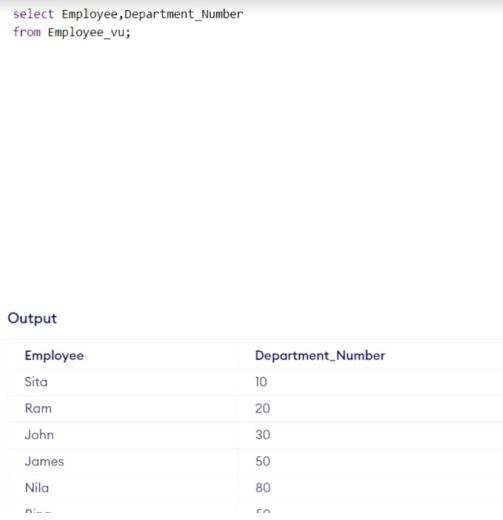 select Employee,Department_Number
from Employee_vu;
Output
Employee Department_Number
Sita 10
Ram 20
John 30
James 50
Nila 80